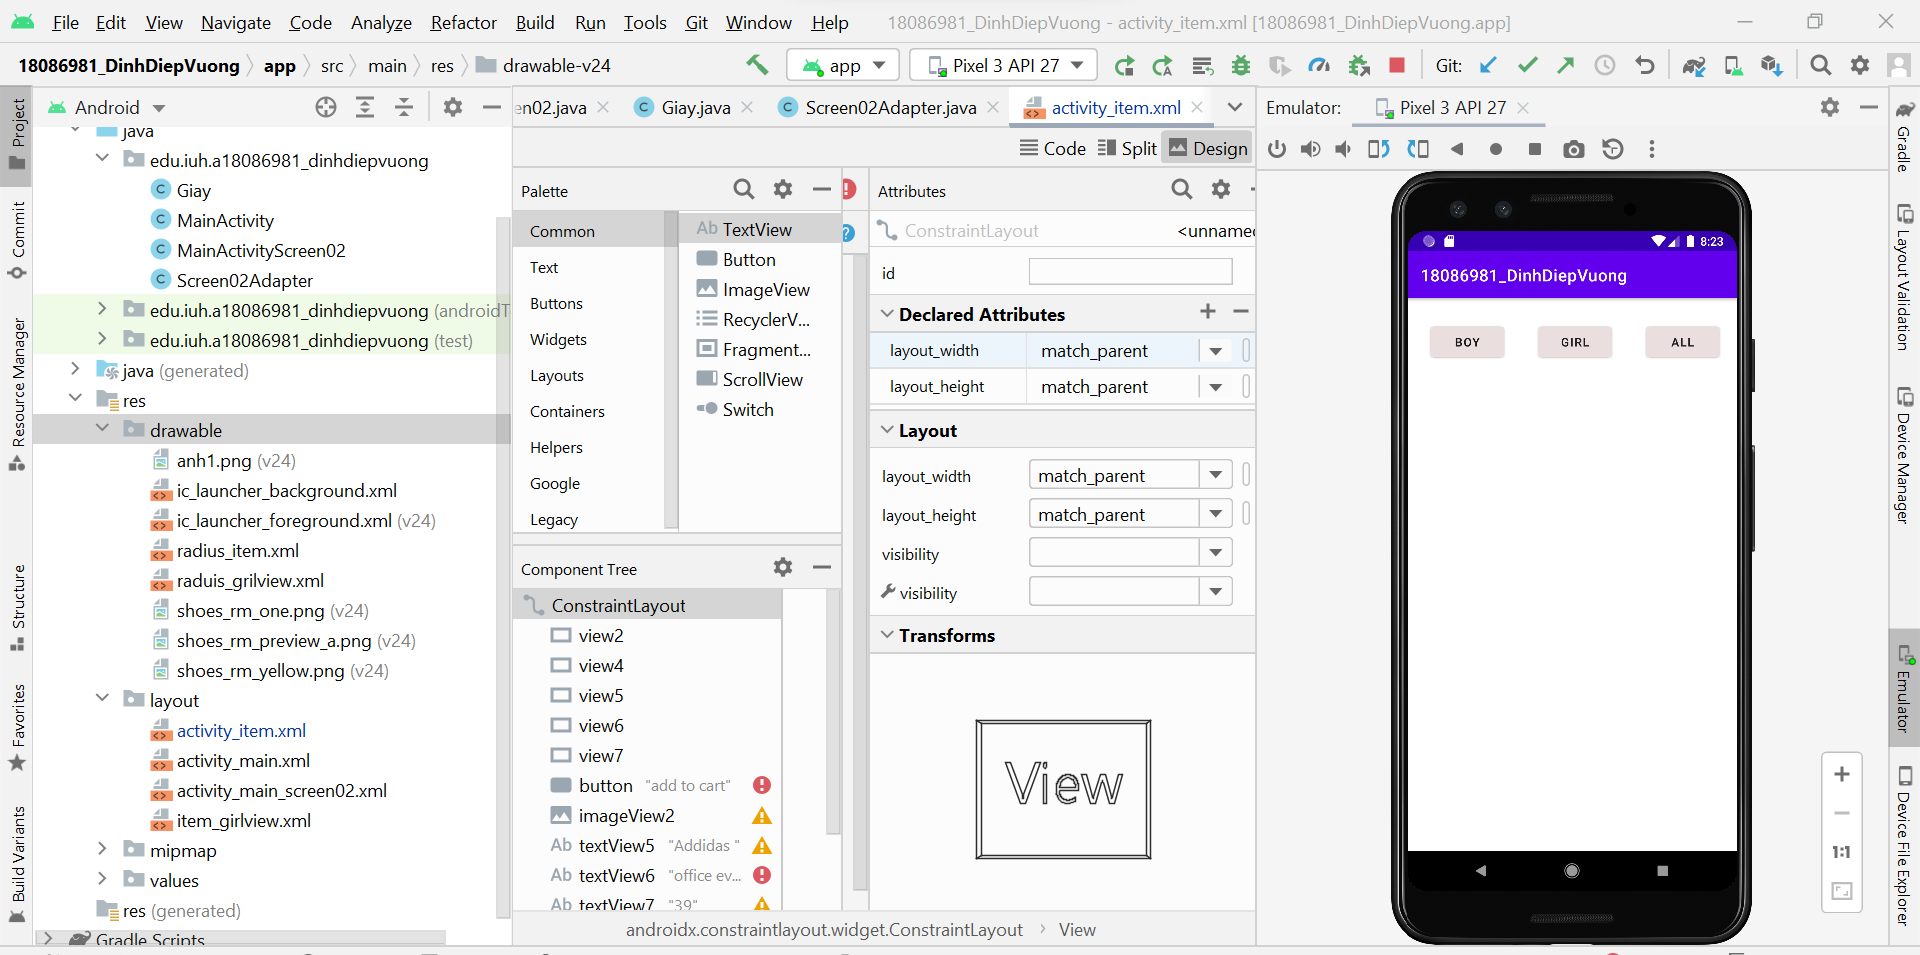 File Edit View Navigate Code Analyze Refactor Build Run Tools Git Window Help 18086981_DinhDiepVuong - activity_item.xml [18086981_DinhDiepVuong.app]
18086981_DinhDiepVuong app src main res drawable-v24 app Pixel 3 API 27 Git:
Android
en02.java Giay.java Screen02Adapter.java activity_item.xml
Emulator: Pixel 3 API 27
Code Split Design
Project
Commit
Resource Manager
Structure
Favorites
Build Variants
java
edu.iuh.a18086981_dinhdiepvuong
Giay
MainActivity
MainActivityScreen02
Screen02Adapter
edu.iuh.a18086981_dinhdiepvuong (androidT
edu.iuh.a18086981_dinhdiepvuong (test)
java (generated)
res
drawable
anh1.png (v24)
ic_launcher_background.xml
ic_launcher_foreground.xml (v24)
radius_item.xml
raduis_grilview.xml
shoes_rm_one.png (v24)
shoes_rm_preview_a.png (v24)
shoes_rm_yellow.png (v24)
layout
activity_item.xml
activity_main.xml
activity_main_screen02.xml
item_girlview.xml
mipmap
values
res (generated)
Gradle Scripts
Palette
Common
Text
Buttons
Widgets
Layouts
Containers
Helpers
Google
Legacy
Ab TextView
Button
ImageView
RecyclerV...
Fragment...
ScrollView
Switch
Component Tree
ConstraintLayout
view2
view4
view5
view6
view7
button "add to cart"
imageView2
Ab textView5 "Addidas "
Ab textView6 "office ev...
Ab textView7 "39"
Attributes
ConstraintLayout <unnamed
id
Declared Attributes
layout_width match_parent
layout_height match_parent
Layout
layout_width match_parent
layout_height match_parent
visibility
visibility
Transforms
View
androidx.constraintlayout.widget.ConstraintLayout View
8:23
18086981_DinhDiepVuong
BOY GIRL ALL
1:1
Gradle
Layout Validation
Device Manager
Emulator
Device File Explorer